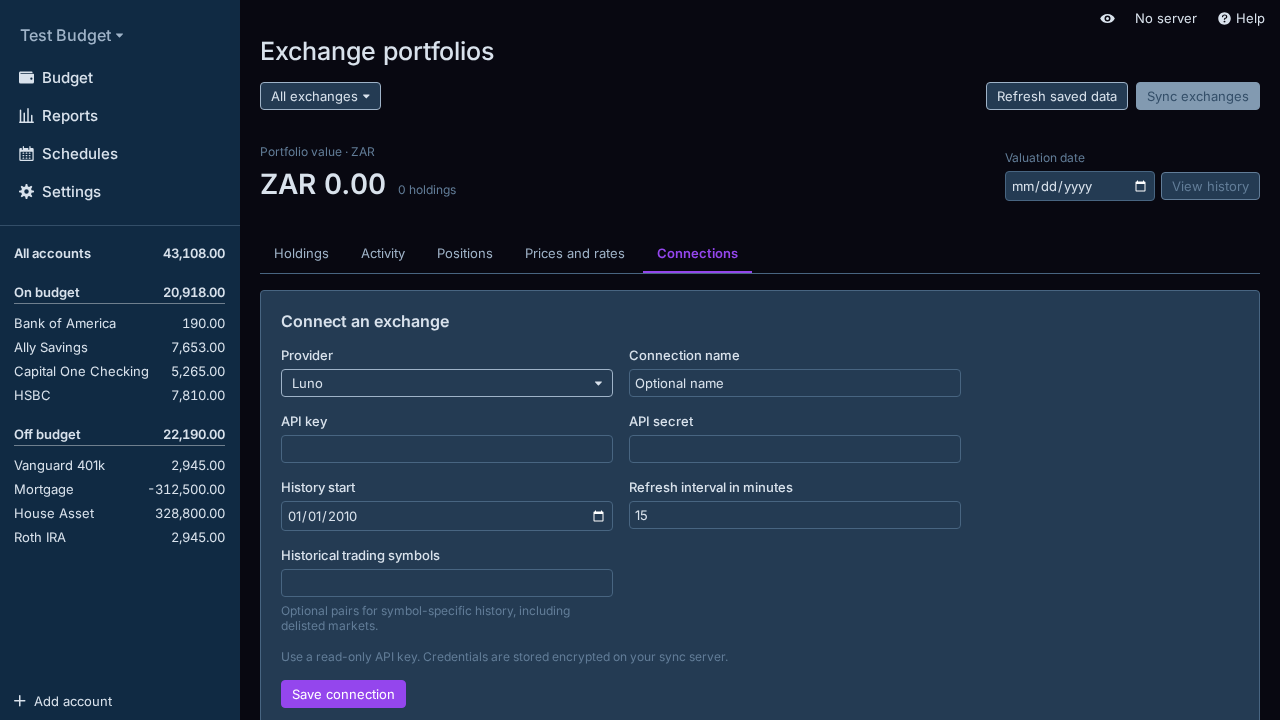 Test Budget
Budget
Reports
Schedules
Settings
All accounts 43,108.00
On budget 20,918.00
Bank of America 190.00
Ally Savings 7,653.00
Capital One Checking 5,265.00
HSBC 7,810.00
Off budget 22,190.00
Vanguard 401k 2,945.00
Mortgage -312,500.00
House Asset 328,800.00
Roth IRA 2,945.00
Add account
No server Help
Exchange portfolios
All exchanges Refresh saved data Sync exchanges
Portfolio value · ZAR
ZAR 0.00 0 holdings
Valuation date
mm/dd/yyyy View history
Holdings Activity Positions Prices and rates Connections
Connect an exchange
Provider Connection name
Luno Optional name
API key API secret
History start Refresh interval in minutes
01/01/2010 15
Historical trading symbols
Optional pairs for symbol-specific history, including
delisted markets.
Use a read-only API key. Credentials are stored encrypted on your sync server.
Save connection